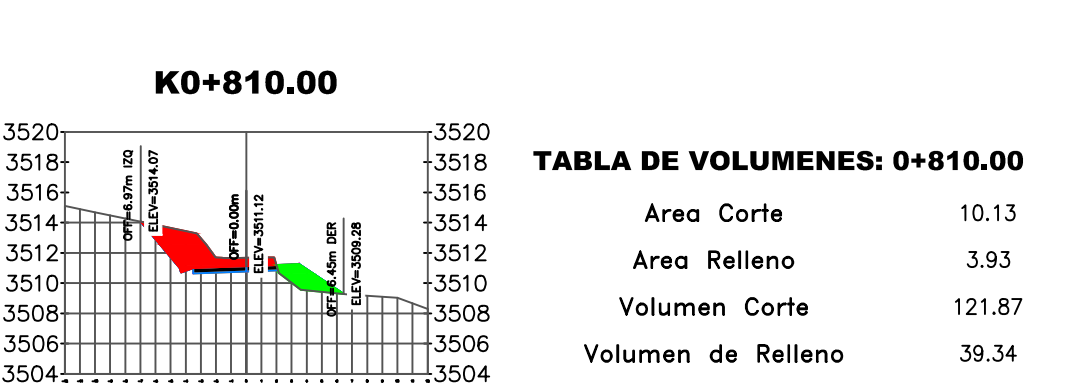 K0+810.00
3520 3520
3518 3518
3516 3516
3514 3514
3512 3512
3510 3510
3508 3508
3506 3506
3504 3504
OFF=6.97m IZQ
ELEV=3514.07
OFF=0.00m
ELEV=3511.12
OFF=6.45m DER
ELEV=3509.28
TABLA DE VOLUMENES: 0+810.00
Area Corte 10.13
Area Relleno 3.93
Volumen Corte 121.87
Volumen de Relleno 39.34